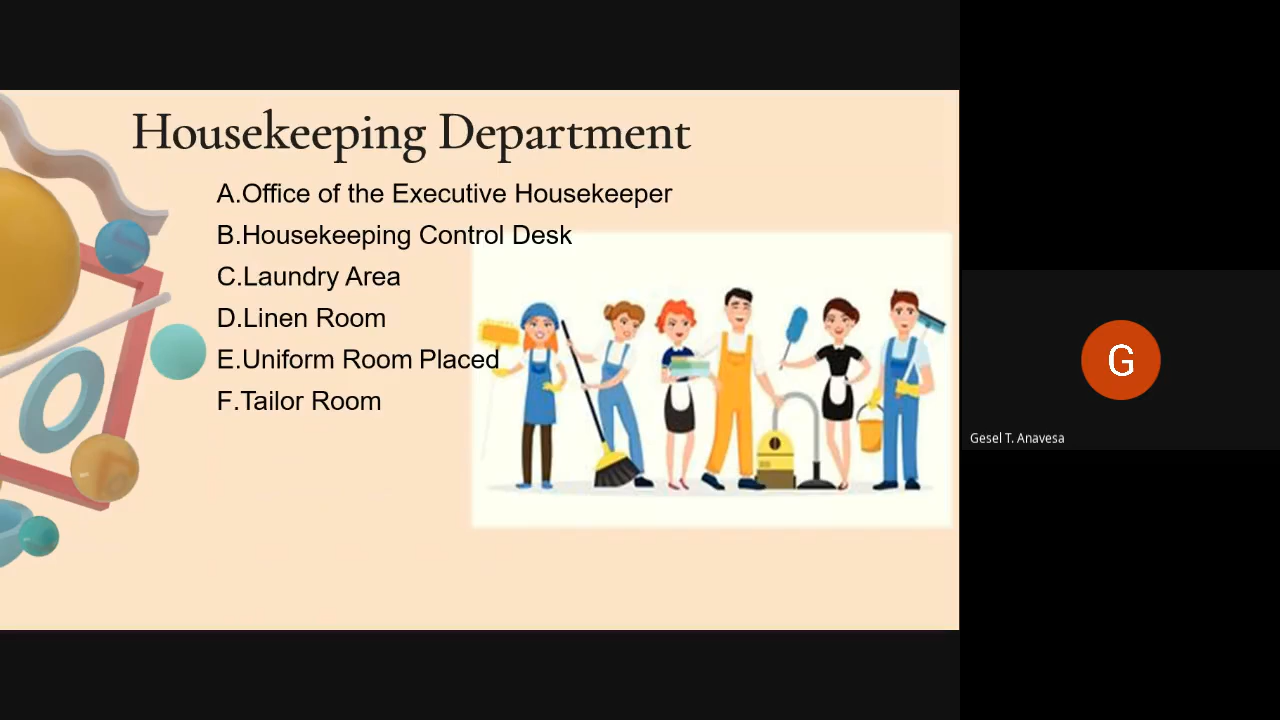 Housekeeping Department
A.Office of the Executive Housekeeper
B.Housekeeping Control Desk
C.Laundry Area
D.Linen Room
E.Uniform Room Placed
F.Tailor Room
G
Gesel T. Anavesa